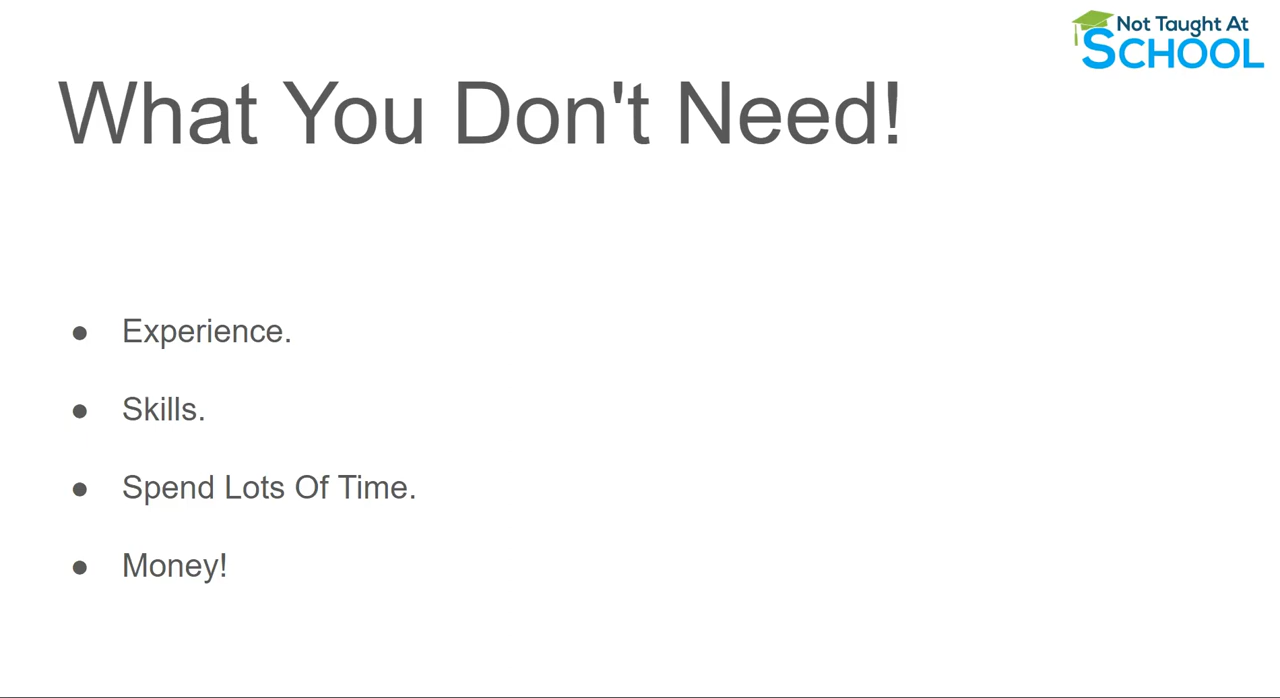 Not Taught At
SCHOOL
What You Don't Need!
● Experience.
● Skills.
● Spend Lots Of Time.
● Money!